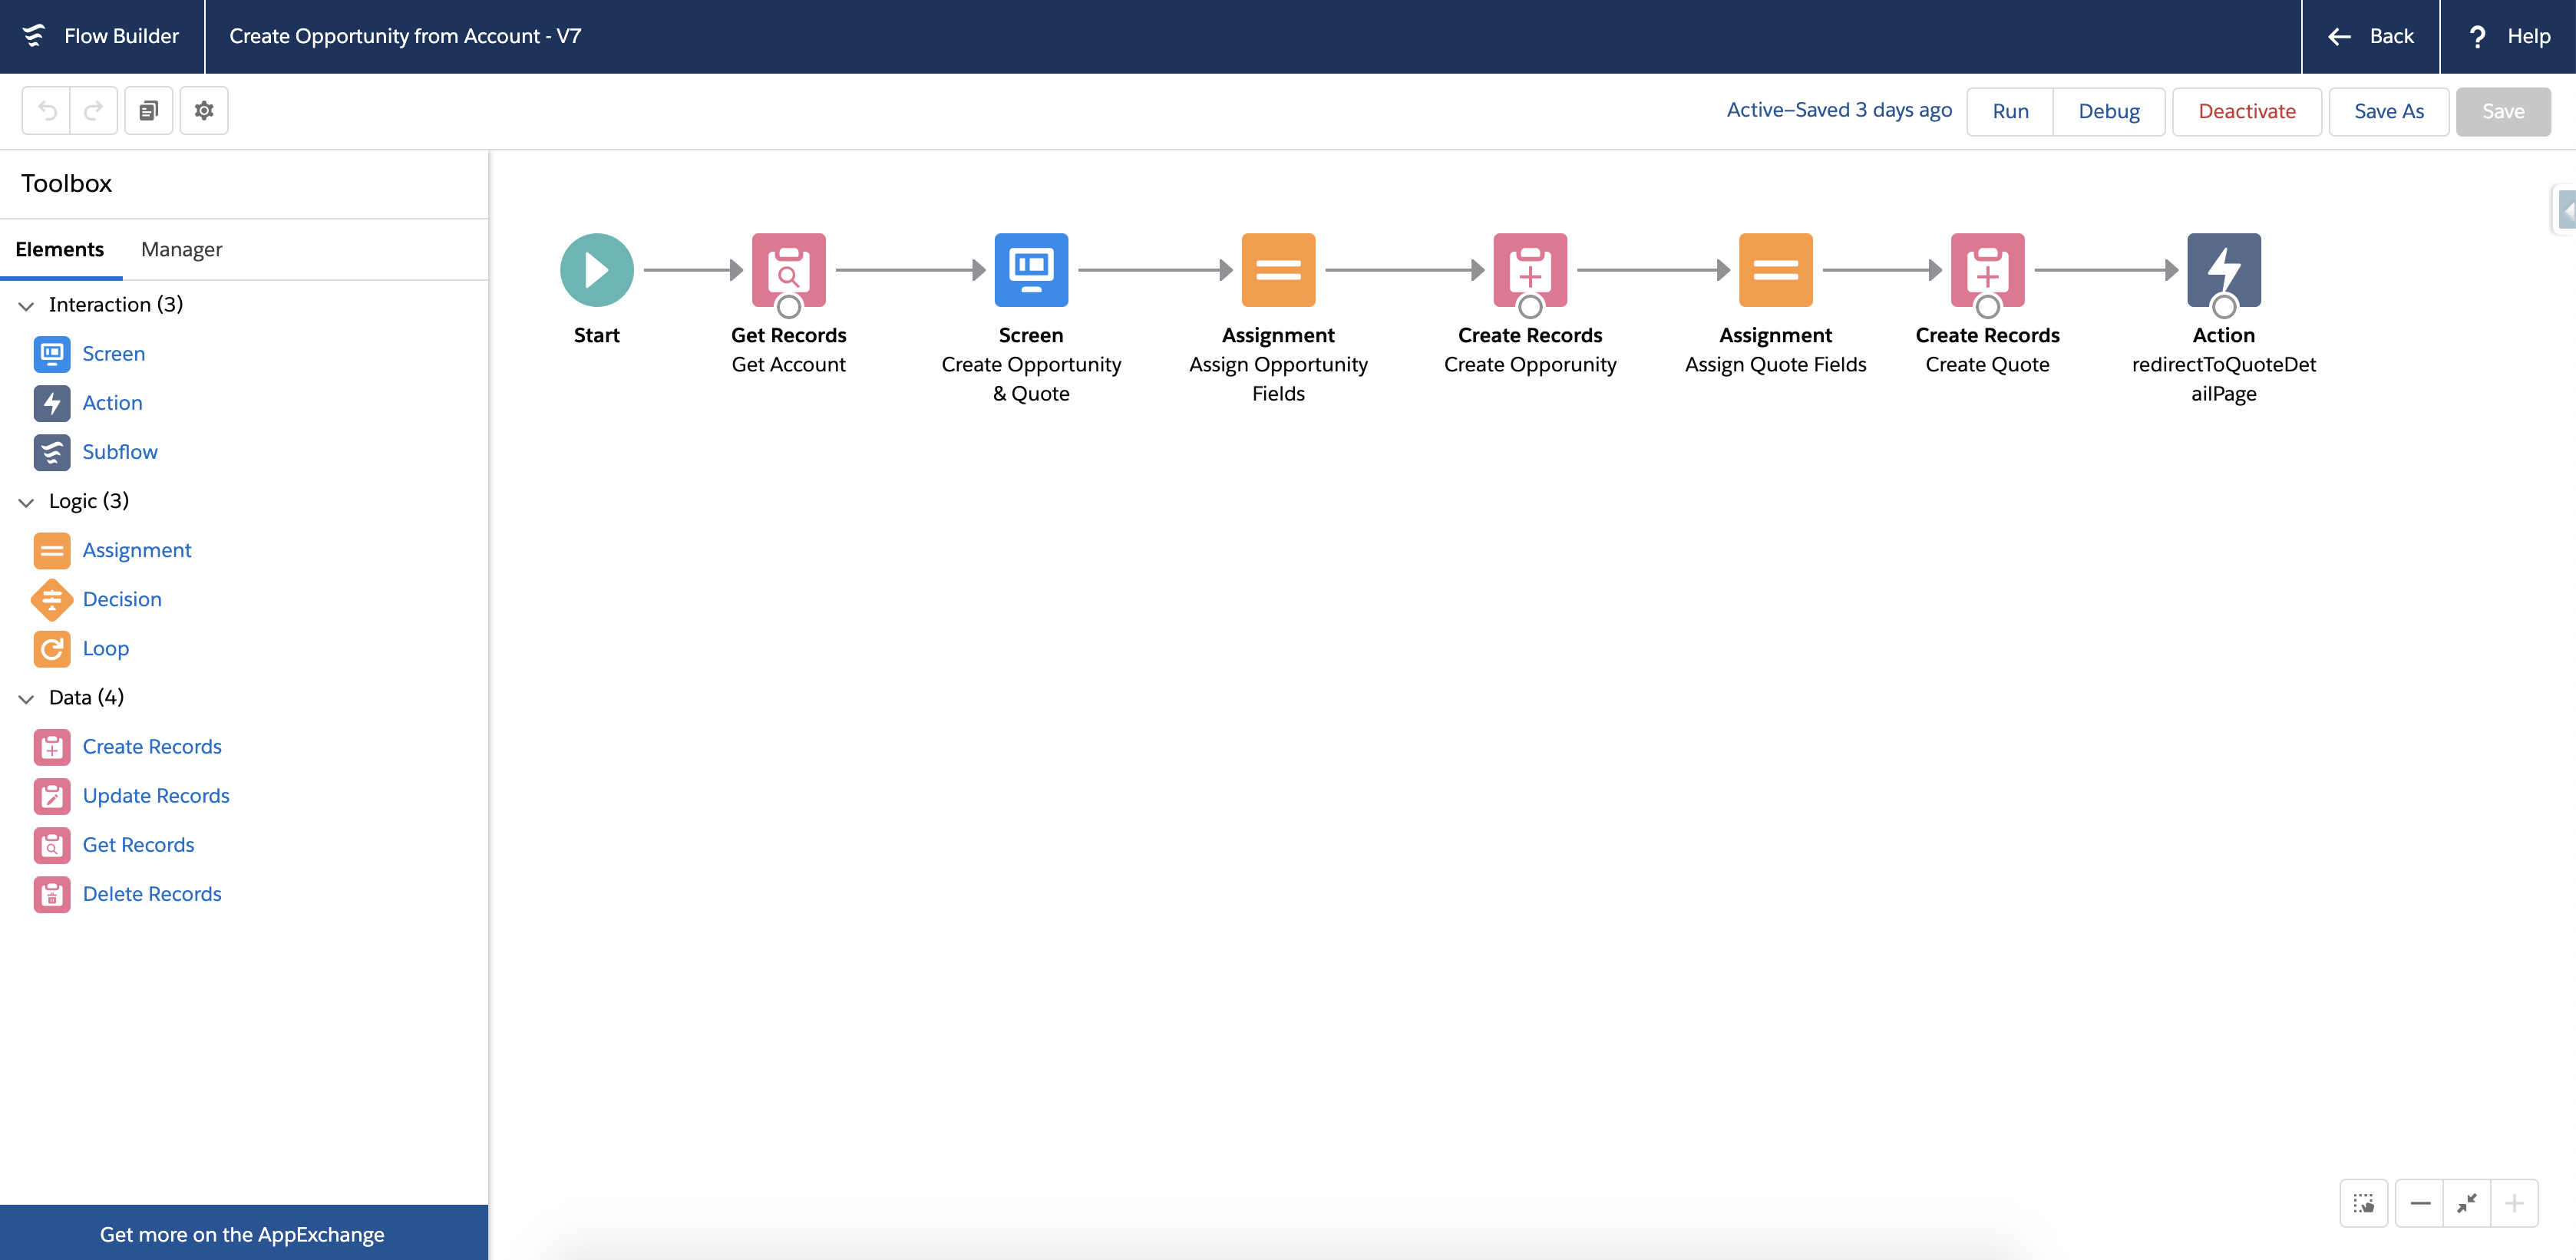 Flow Builder
Create Opportunity from Account - V7
Back
? Help
Active–Saved 3 days ago
Run
Debug
Deactivate
Save As
Save
Toolbox
Elements
Manager
Interaction (3)
Screen
Action
Subflow
Logic (3)
Assignment
Decision
Loop
Data (4)
Create Records
Update Records
Get Records
Delete Records
Get more on the AppExchange
Start
Get Records
Get Account
Screen
Create Opportunity
& Quote
Assignment
Assign Opportunity
Fields
Create Records
Create Opporunity
Assignment
Assign Quote Fields
Create Records
Create Quote
Action
redirectToQuoteDet
ailPage